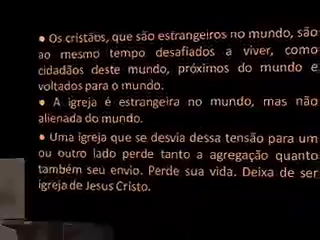 • Os cristãos, que são estrangeiros no mundo, são
ao mesmo tempo desafiados a viver, como
cidadãos deste mundo, próximos do mundo e
voltados para o mundo.
• A igreja é estrangeira no mundo, mas não
alienada do mundo.
• Uma igreja que se desvia dessa tensão para um
ou outro lado perde tanto a agregação quanto
também seu envio. Perde sua vida. Deixa de ser
igreja de Jesus Cristo.